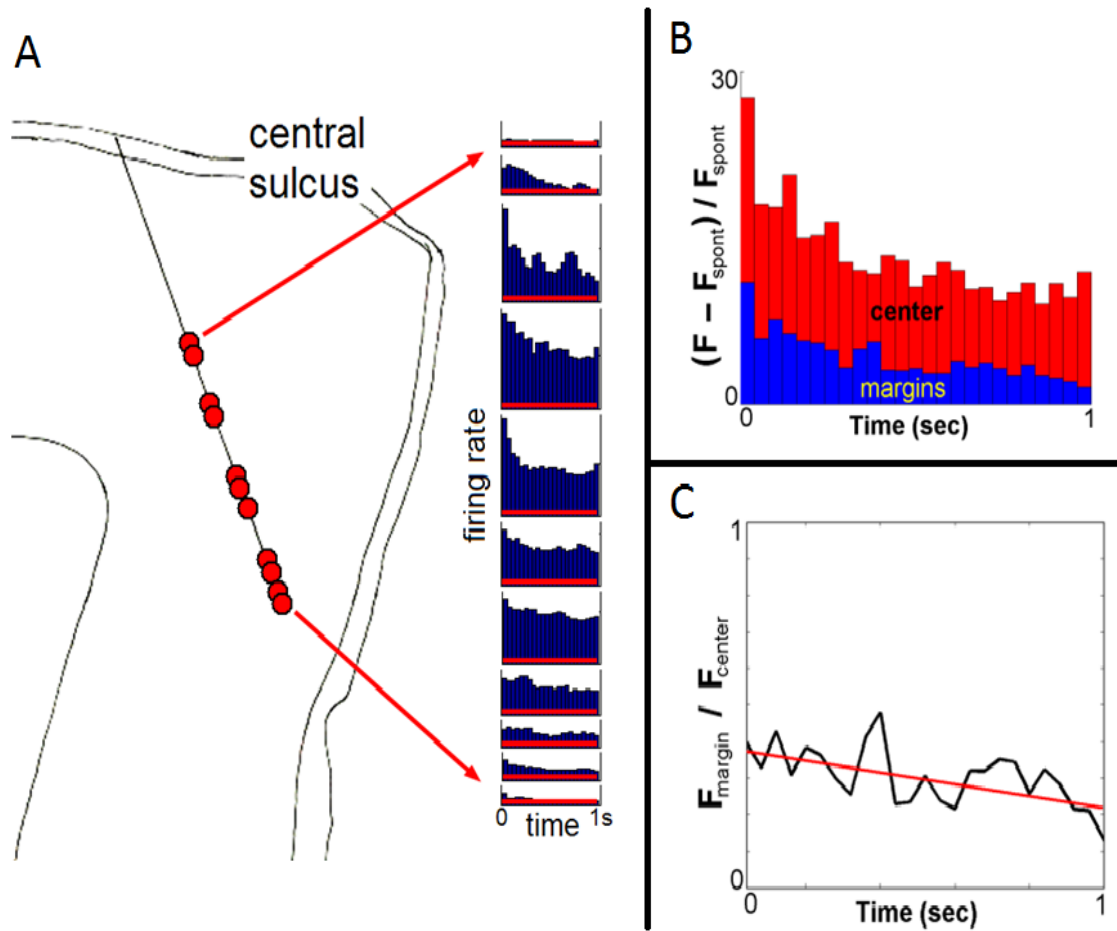 A
central
sulcus
firing rate
0 1s
time
B
30
(F − Fspont) / Fspont
center
margins
0
0 1
Time (sec)
C
1
Fmargin / Fcenter
0
0 1
Time (sec)